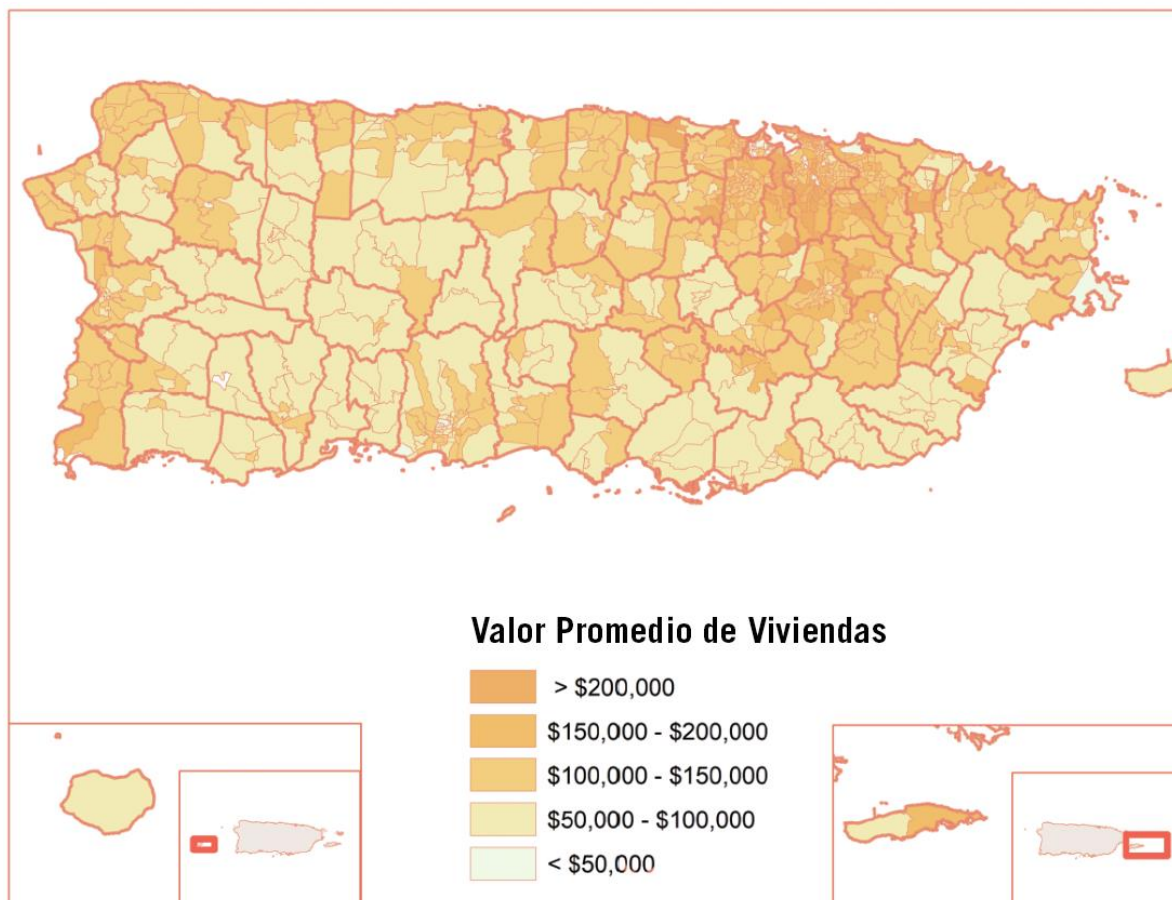 Valor Promedio de Viviendas
> $200,000
$150,000 - $200,000
$100,000 - $150,000
$50,000 - $100,000
< $50,000